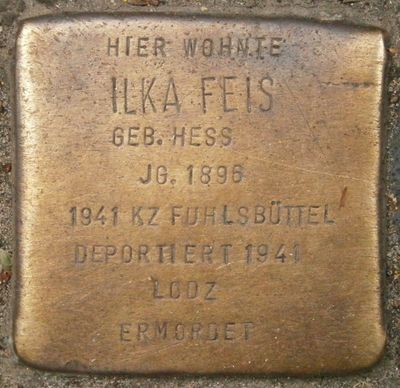 HIER WOHNTE
ILKA FEIS
GEB. HESS
JG. 1896
1941 KZ FUHLSBÜTTEL
DEPORTIERT 1941
LODZ
ERMORDET